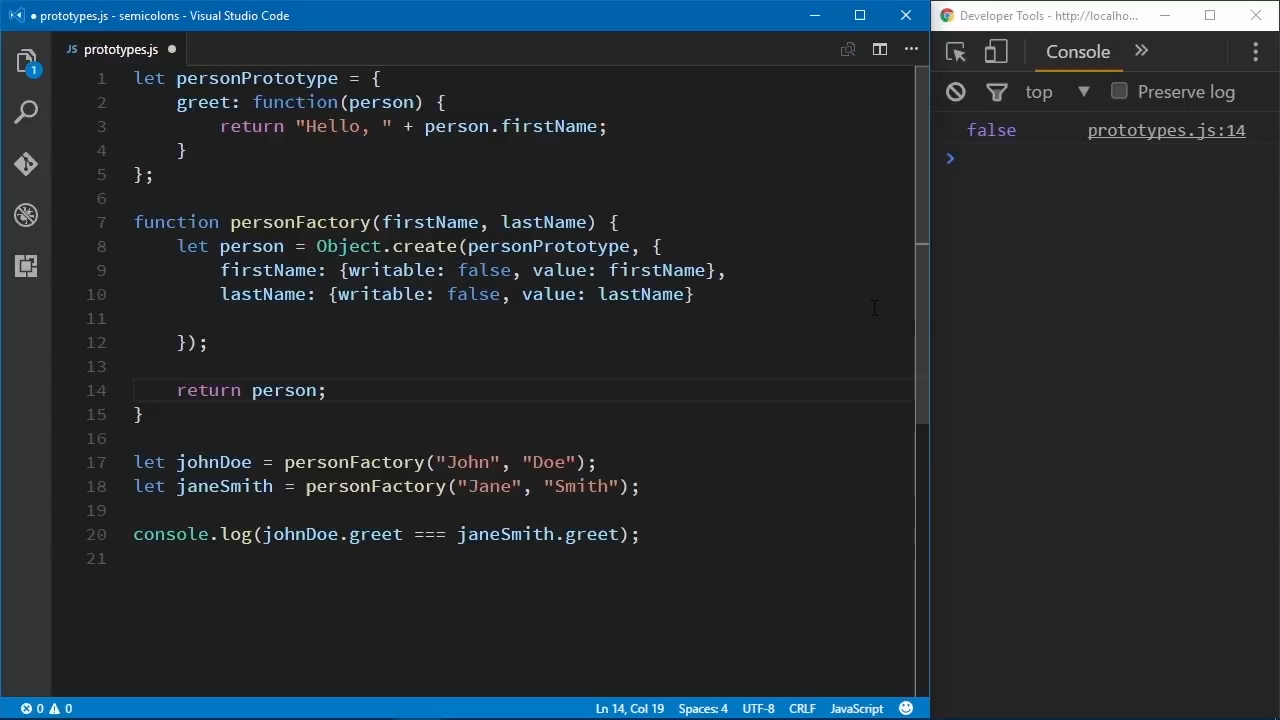 ● prototypes.js - semicolons - Visual Studio Code
JS prototypes.js ●
1
1 let personPrototype = {
2     greet: function(person) {
3         return "Hello, " + person.firstName;
4     }
5 };
6
7 function personFactory(firstName, lastName) {
8     let person = Object.create(personPrototype, {
9         firstName: {writable: false, value: firstName},
10         lastName: {writable: false, value: lastName}
11
12     });
13
14     return person;
15 }
16
17 let johnDoe = personFactory("John", "Doe");
18 let janeSmith = personFactory("Jane", "Smith");
19
20 console.log(johnDoe.greet === janeSmith.greet);
21
0 0 Ln 14, Col 19 Spaces: 4 UTF-8 CRLF JavaScript
Developer Tools - http://localho...
Console »
top ▼ Preserve log
false prototypes.js:14
>